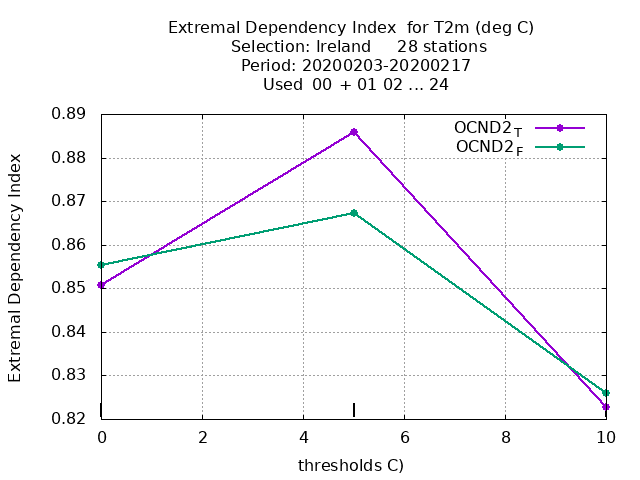 Extremal Dependency Index  for T2m (deg C)
Selection: Ireland     28 stations
Period: 20200203-20200217
Used  00  + 01 02 ... 24
0.89
0.88
0.87
0.86
0.85
0.84
0.83
0.82
Extremal Dependency Index
OCND2T
OCND2F
0 2 4 6 8 10
thresholds C)